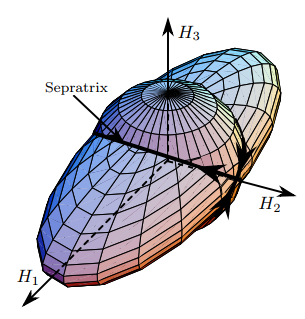 H₃
Sepratrix
H₂
H₁